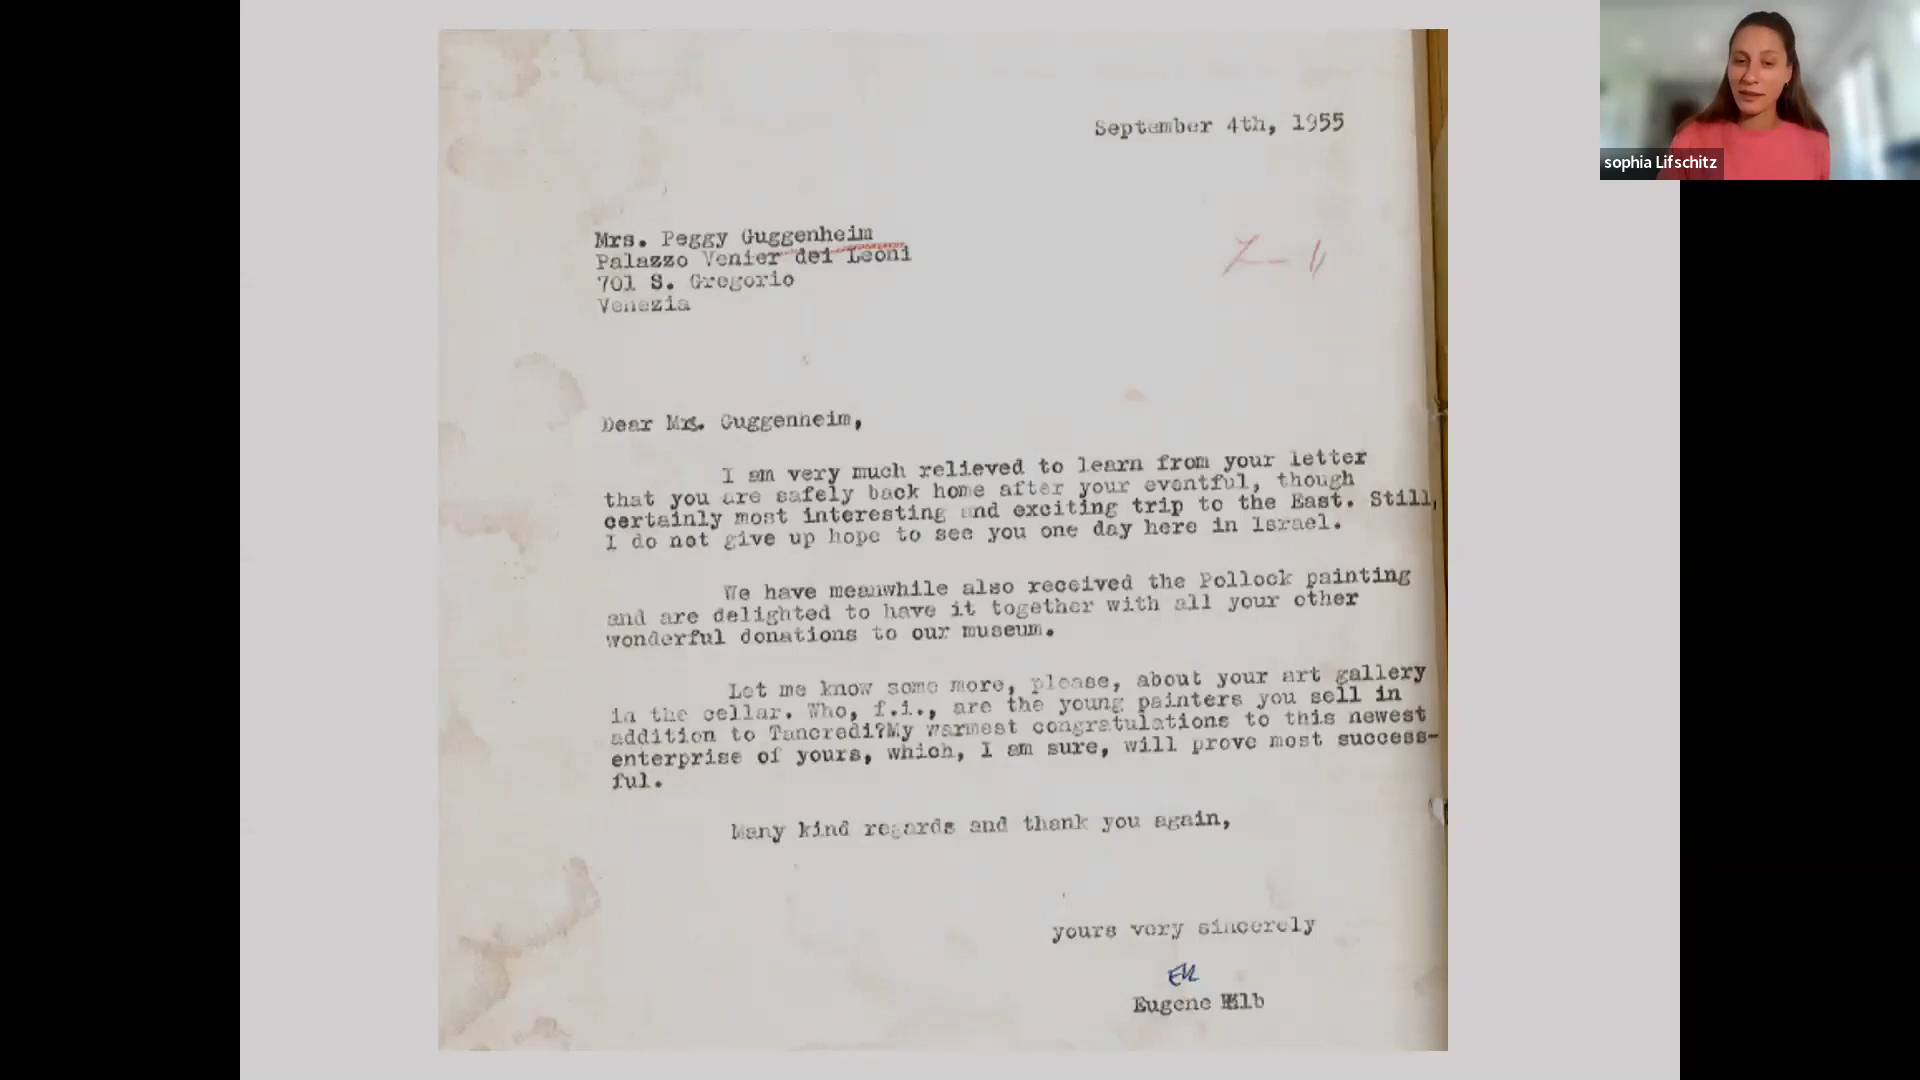 September 4th, 1955
Mrs. Peggy Guggenheim
Palazzo Venier dei Leoni
701 S. Gregorio
Venezia
Dear Mrs. Guggenheim,
I am very much relieved to learn from your letter
that you are safely back home after your eventful, though
certainly most interesting and exciting trip to the East. Still,
I do not give up hope to see you one day here in Israel.
We have meanwhile also received the Pollock painting
and are delighted to have it together with all your other
wonderful donations to our museum.
Let me know some more, please, about your art gallery
in the cellar. Who, f.i., are the young painters you sell in
addition to Tancredi?My warmest congratulations to this newest
enterprise of yours, which, I am sure, will prove most success-
ful.
Many kind regards and thank you again,
yours very sincerely
EK
Eugene
sophia Lifschitz